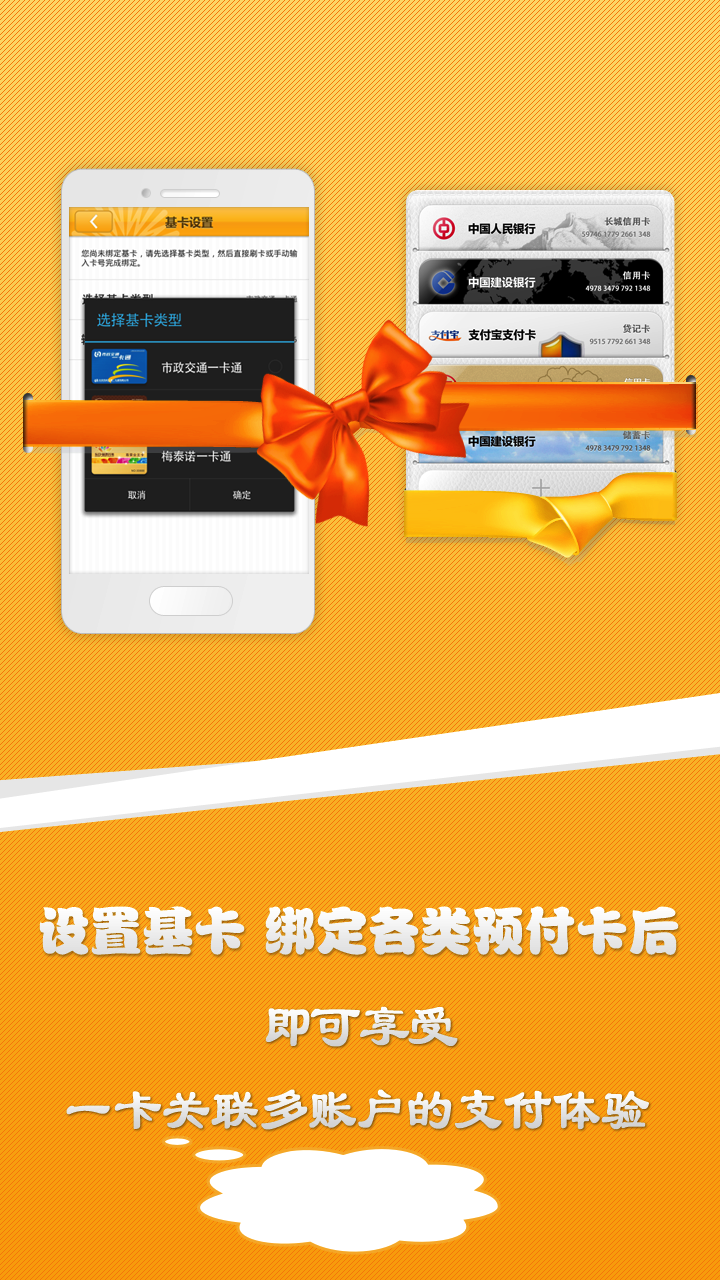 基卡设置
您尚未绑定基卡，请先选择基卡类型，然后直接刷卡或手动输
入卡号完成绑定。
选择基卡类型
选择基卡类型
市政交通一卡通
梅泰诺一卡通
取消
确定
中国人民银行
长城信用卡
59746 1779 2661 348
中国建设银行
信用卡
4978 3479 792 1348
支付宝
支付宝支付卡
贷记卡
9515 7792 661 348
中国建设银行
储蓄卡
4978 3479 792 1348
设置基卡 绑定各类预付卡后
即可享受
一卡关联多账户的支付体验